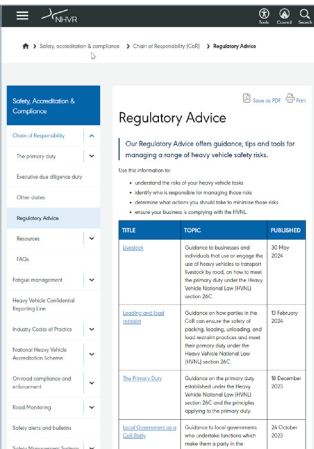 NHVR
Tools Council Search
Safety, accreditation & compliance > Chain of Responsibility (CoR) > Regulatory Advice
Safety, Accreditation &
Compliance
Chain of Responsibility
The primary duty
Executive due diligence duty
Other duties
Regulatory Advice
Resources
FAQs
Fatigue management
Heavy Vehicle Confidential
Reporting Line
Industry Codes of Practice
National Heavy Vehicle
Accreditation Scheme
On-road compliance and
enforcement
Road Monitoring
Safety alerts and bulletins
Safety Management Systems
Save as PDF Print
Regulatory Advice
Our Regulatory Advice offers guidance, tips and tools for
managing a range of heavy vehicle safety risks.
Use this information to:
• understand the risks of your heavy vehicle tasks
• identify who is responsible for managing those risks
• determine what actions you should take to minimise those risks
• ensure your business is complying with the HVNL.
TITLE TOPIC PUBLISHED
Livestock Guidance to businesses and 30 May
individuals that use or engage the 2024
use of heavy vehicles to transport
livestock by road, on how to meet
the primary duty under the Heavy
Vehicle National Law (HVNL)
section 26C
Loading and load Guidance on how parties in the 13 February
restraint CoR can ensure the safety of 2024
packing, loading, unloading, and
load restraint practices and meet
their primary duty under the
Heavy Vehicle National Law
(HVNL) section 26C.
The Primary Duty Guidance on the primary duty 18 December
established under the Heavy 2023
Vehicle National Law (HVNL)
section 26C and the principles
applying to the primary duty.
Local Government as a Guidance to local governments 24 October
CoR Party who undertake functions which 2023
make them a party in the